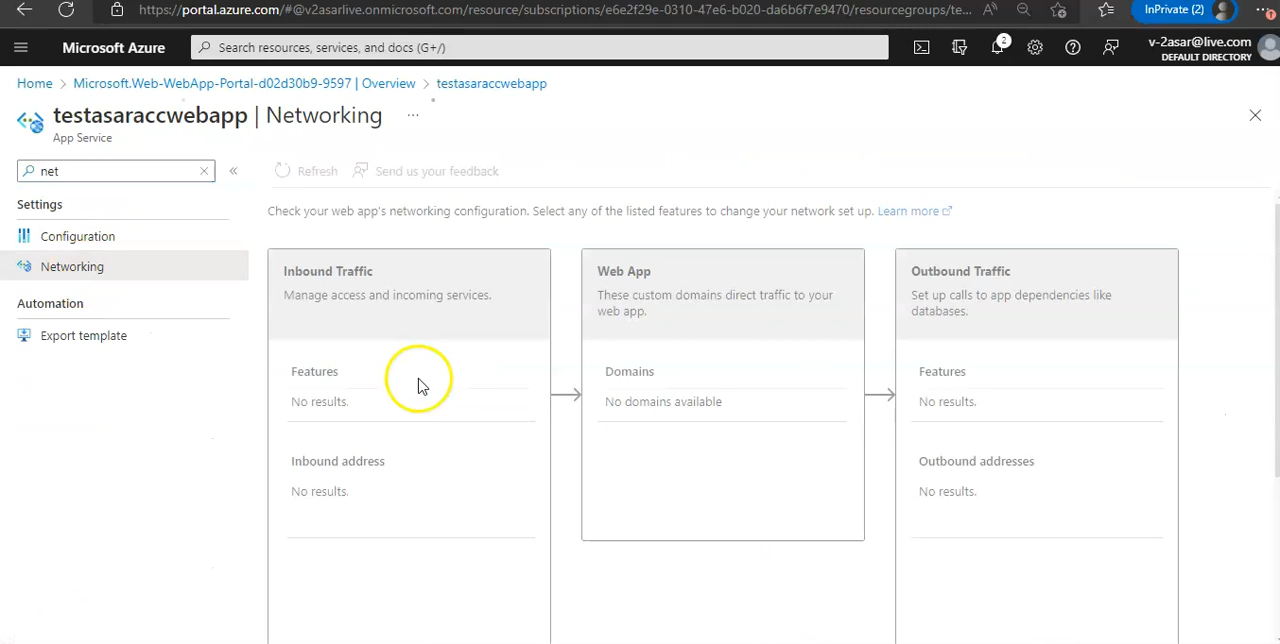 https://portal.azure.com/#@v2asarlive.onmicrosoft.com/resource/subscriptions/e6e2f29e-0310-47e6-b020-da6b6f7e9470/resourcegroups/te...
InPrivate (2)
Microsoft Azure
Search resources, services, and docs (G+/)
2
v-2asar@live.com
DEFAULT DIRECTORY
Home > Microsoft.Web-WebApp-Portal-d02d30b9-9597 | Overview > testasaraccwebapp
testasaraccwebapp | Networking ...
App Service
net
«
Refresh
Send us your feedback
Settings
Configuration
Networking
Automation
Export template
Check your web app's networking configuration. Select any of the listed features to change your network set up. Learn more
Inbound Traffic
Manage access and incoming services.
Features
No results.
Inbound address
No results.
Web App
These custom domains direct traffic to your
web app.
Domains
No domains available
Outbound Traffic
Set up calls to app dependencies like
databases.
Features
No results.
Outbound addresses
No results.